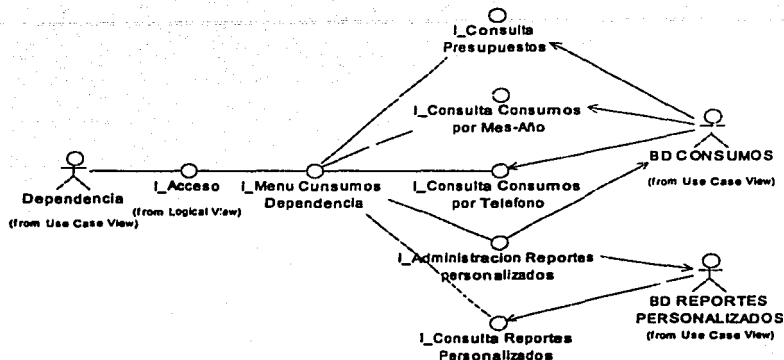 I_Consulta
Presupuestos
I_Consulta Consumos
por Mes-Año
BD CONSUMOS
(from Use Case View)
Dependencia
(from Use Case View)
I_Acceso
(from Logical View)
I_Menu Cunsumos
Dependencia
I_Consulta Consumos
por Telefono
I_Administracion Reportes
personalizados
BD REPORTES
PERSONALIZADOS
(from Use Case View)
I_Consulta Reportes
Personalizados